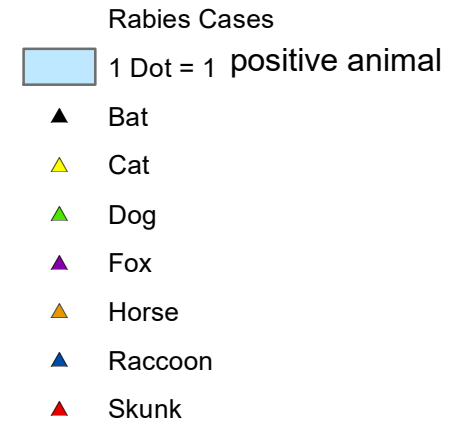 Rabies Cases
1 Dot = 1 positive animal
Bat
Cat
Dog
Fox
Horse
Raccoon
Skunk